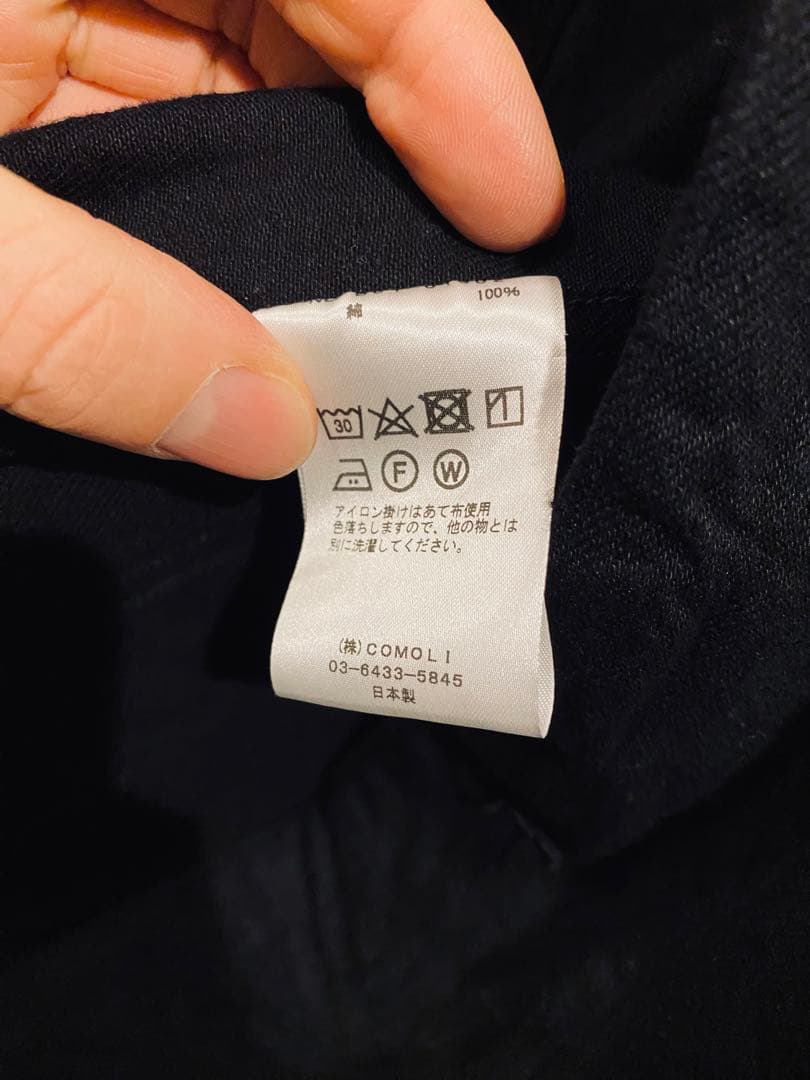 綿 100%
30
F W
アイロン掛けはあて布使用
色落ちしますので、他の物とは
別に洗濯してください。
(株)COMOLI
03-6433-5845
日本製